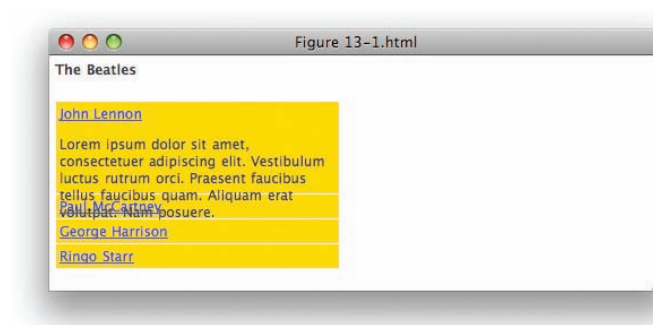 Figure 13-1.html
The Beatles
John Lennon
Lorem ipsum dolor sit amet,
consectetuer adipiscing elit. Vestibulum
luctus rutrum orci. Praesent faucibus
tellus faucibus quam. Aliquam erat
Paul McCartney
volutpat. Nam posuere.
George Harrison
Ringo Starr